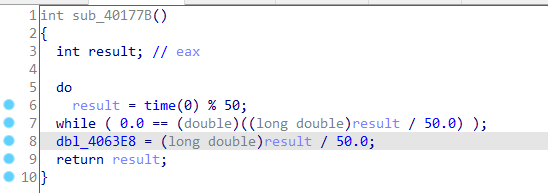 1 int sub_40177B()
2 {
3 int result; // eax
4
5 do
6 result = time(0) % 50;
7 while ( 0.0 == (double)((long double)result / 50.0) );
8 dbl_4063E8 = (long double)result / 50.0;
9 return result;
10 }